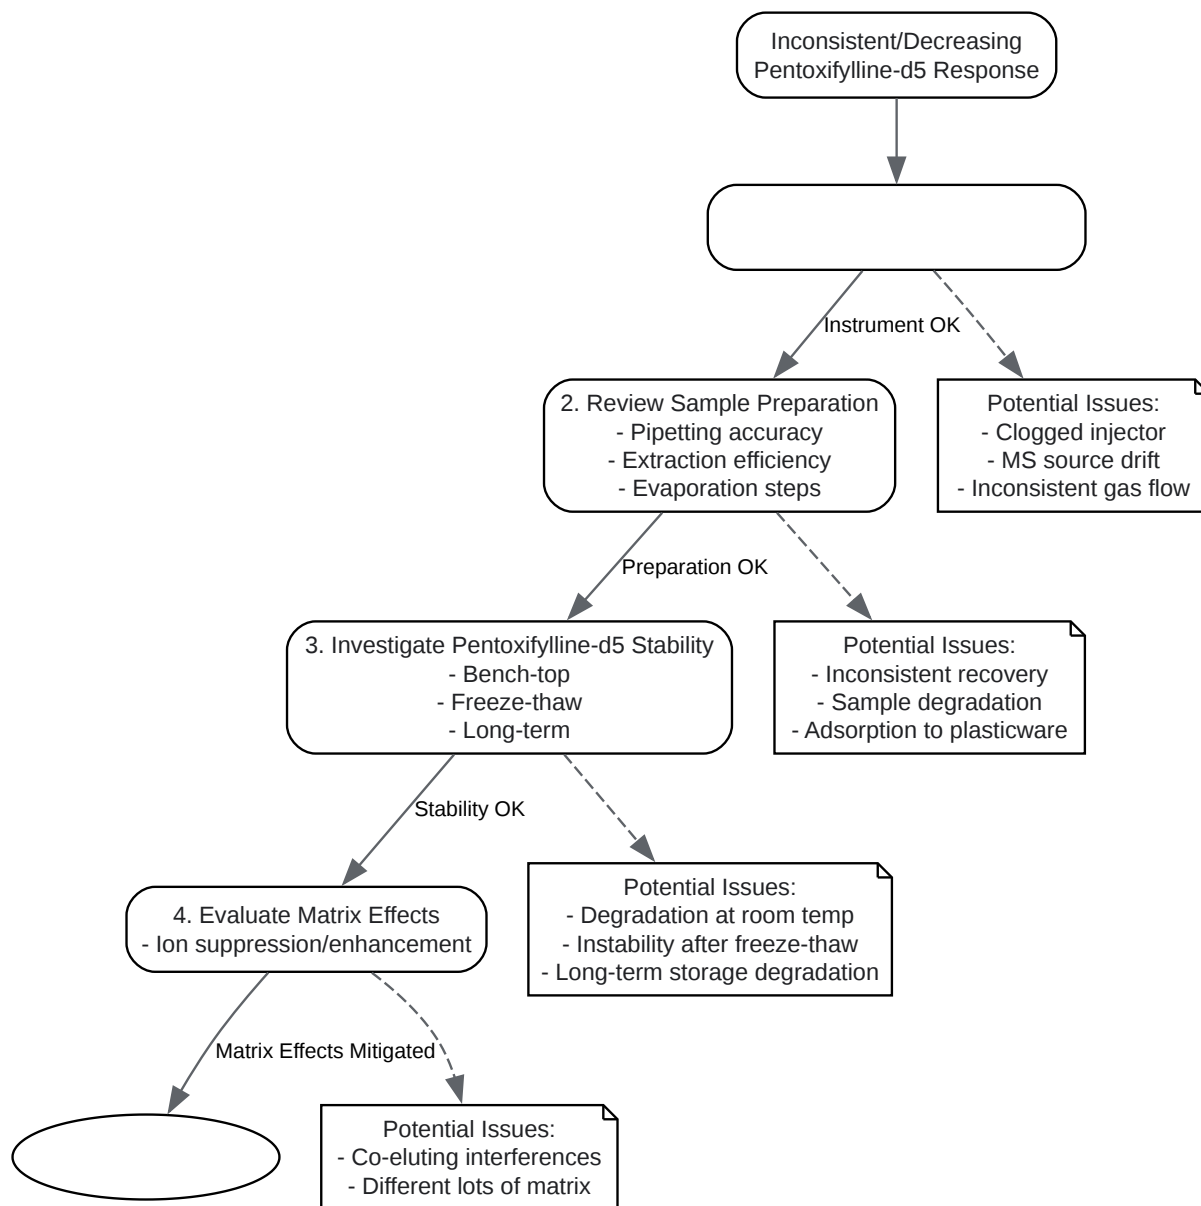 Inconsistent/Decreasing
Pentoxifylline-d5 Response
Instrument OK
2. Review Sample Preparation
- Pipetting accuracy
- Extraction efficiency
- Evaporation steps
Potential Issues:
- Clogged injector
- MS source drift
- Inconsistent gas flow
Preparation OK
3. Investigate Pentoxifylline-d5 Stability
- Bench-top
- Freeze-thaw
- Long-term
Potential Issues:
- Inconsistent recovery
- Sample degradation
- Adsorption to plasticware
Stability OK
4. Evaluate Matrix Effects
- Ion suppression/enhancement
Potential Issues:
- Degradation at room temp
- Instability after freeze-thaw
- Long-term storage degradation
Matrix Effects Mitigated
Potential Issues:
- Co-eluting interferences
- Different lots of matrix